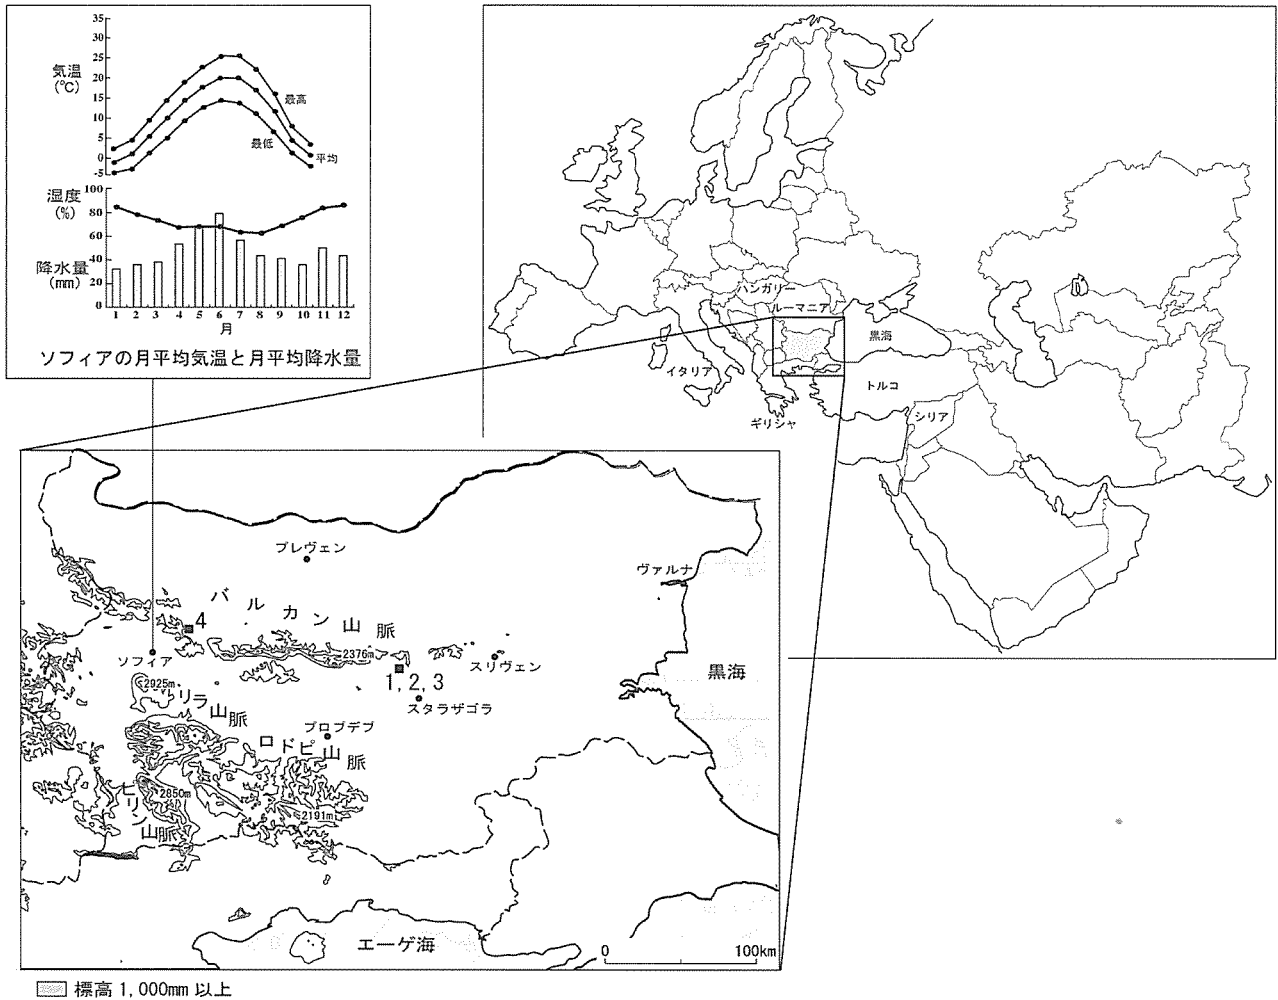 35
30
25
気温 20
(℃) 15
10
5
0
-5
最高
最低
平均
100
湿度 80
(%) 60
40
降水量 20
(mm) 0
1 2 3 4 5 6 7 8 9 10 11 12
月
ソフィアの月平均気温と月平均降水量
ハンガリー
ルーマニア
黒海
イタリア
トルコ
シリア
ギリシャ
プレヴェン
ヴァルナ
バルカン山脈
4
ソフィア
2376m
スリヴェン
1, 2, 3
スタラザゴラ
黒海
2925m
リラ山脈
プロブデブ
ロドピ山脈
2850m
ピリン山脈
2191m
エーゲ海
0 100km
標高1,000mm以上